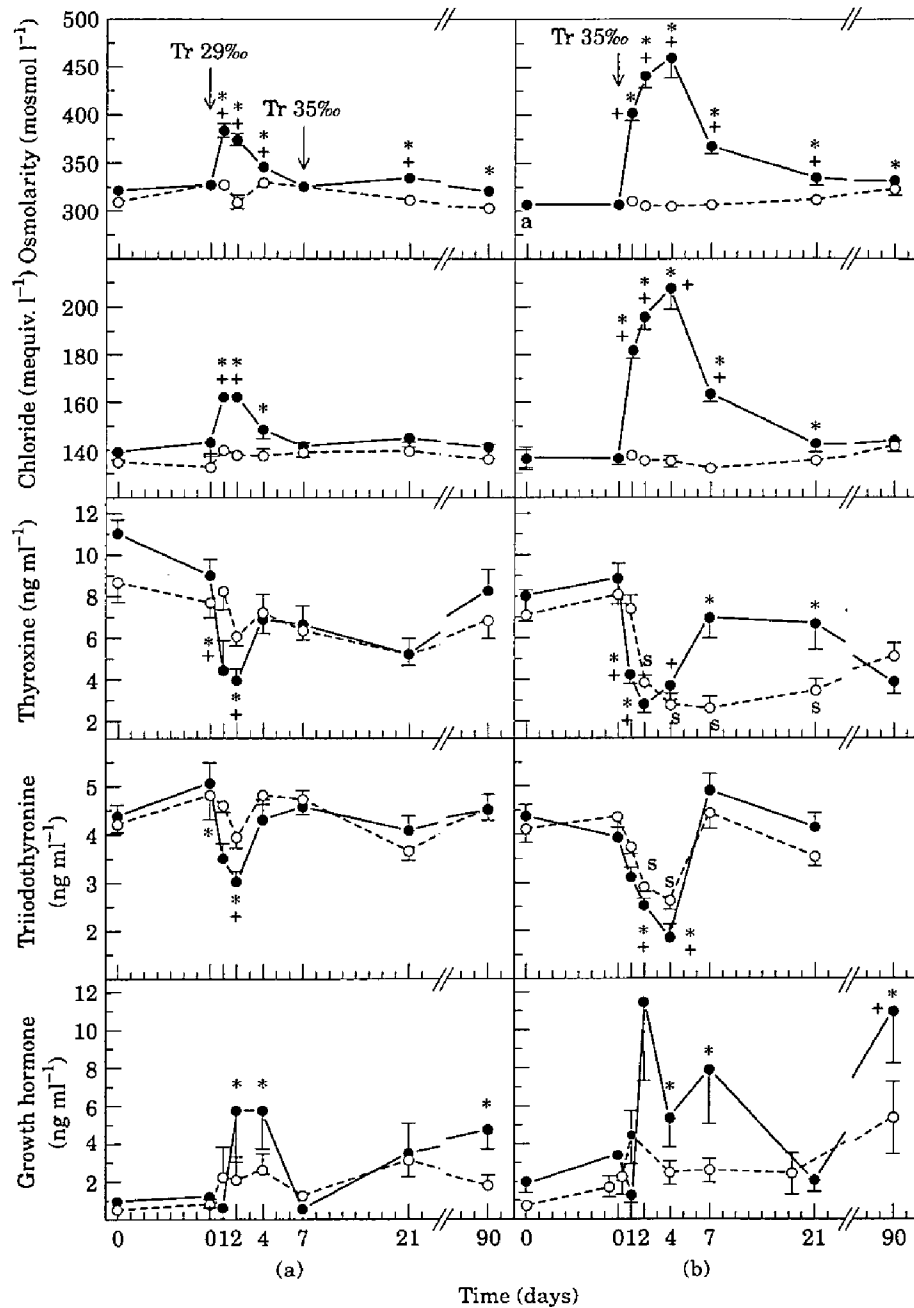 500
450
400
350
300
Osmolarity (mosmol l⁻¹)
Tr 29‰
Tr 35‰
* * * * *
+ + + +
Tr 35‰
+ * * * * * *
+ + + +
a
200
180
160
140
Chloride (mequiv. l⁻¹)
* * *
+ +
* * * * *
+ + + +
12
10
8
6
4
2
Thyroxine (ng ml⁻¹)
* *
+ +
* * + * *
+ +
s s s s
5
4
3
2
Triiodothyronine
(ng ml⁻¹)
* *
+
s s
* *
+ +
12
10
8
6
4
2
Growth hormone
(ng ml⁻¹)
* * *
* * + *
0 0 1 2 4 7 21 90
0 0 1 2 4 7 21 90
(a) (b)
Time (days)